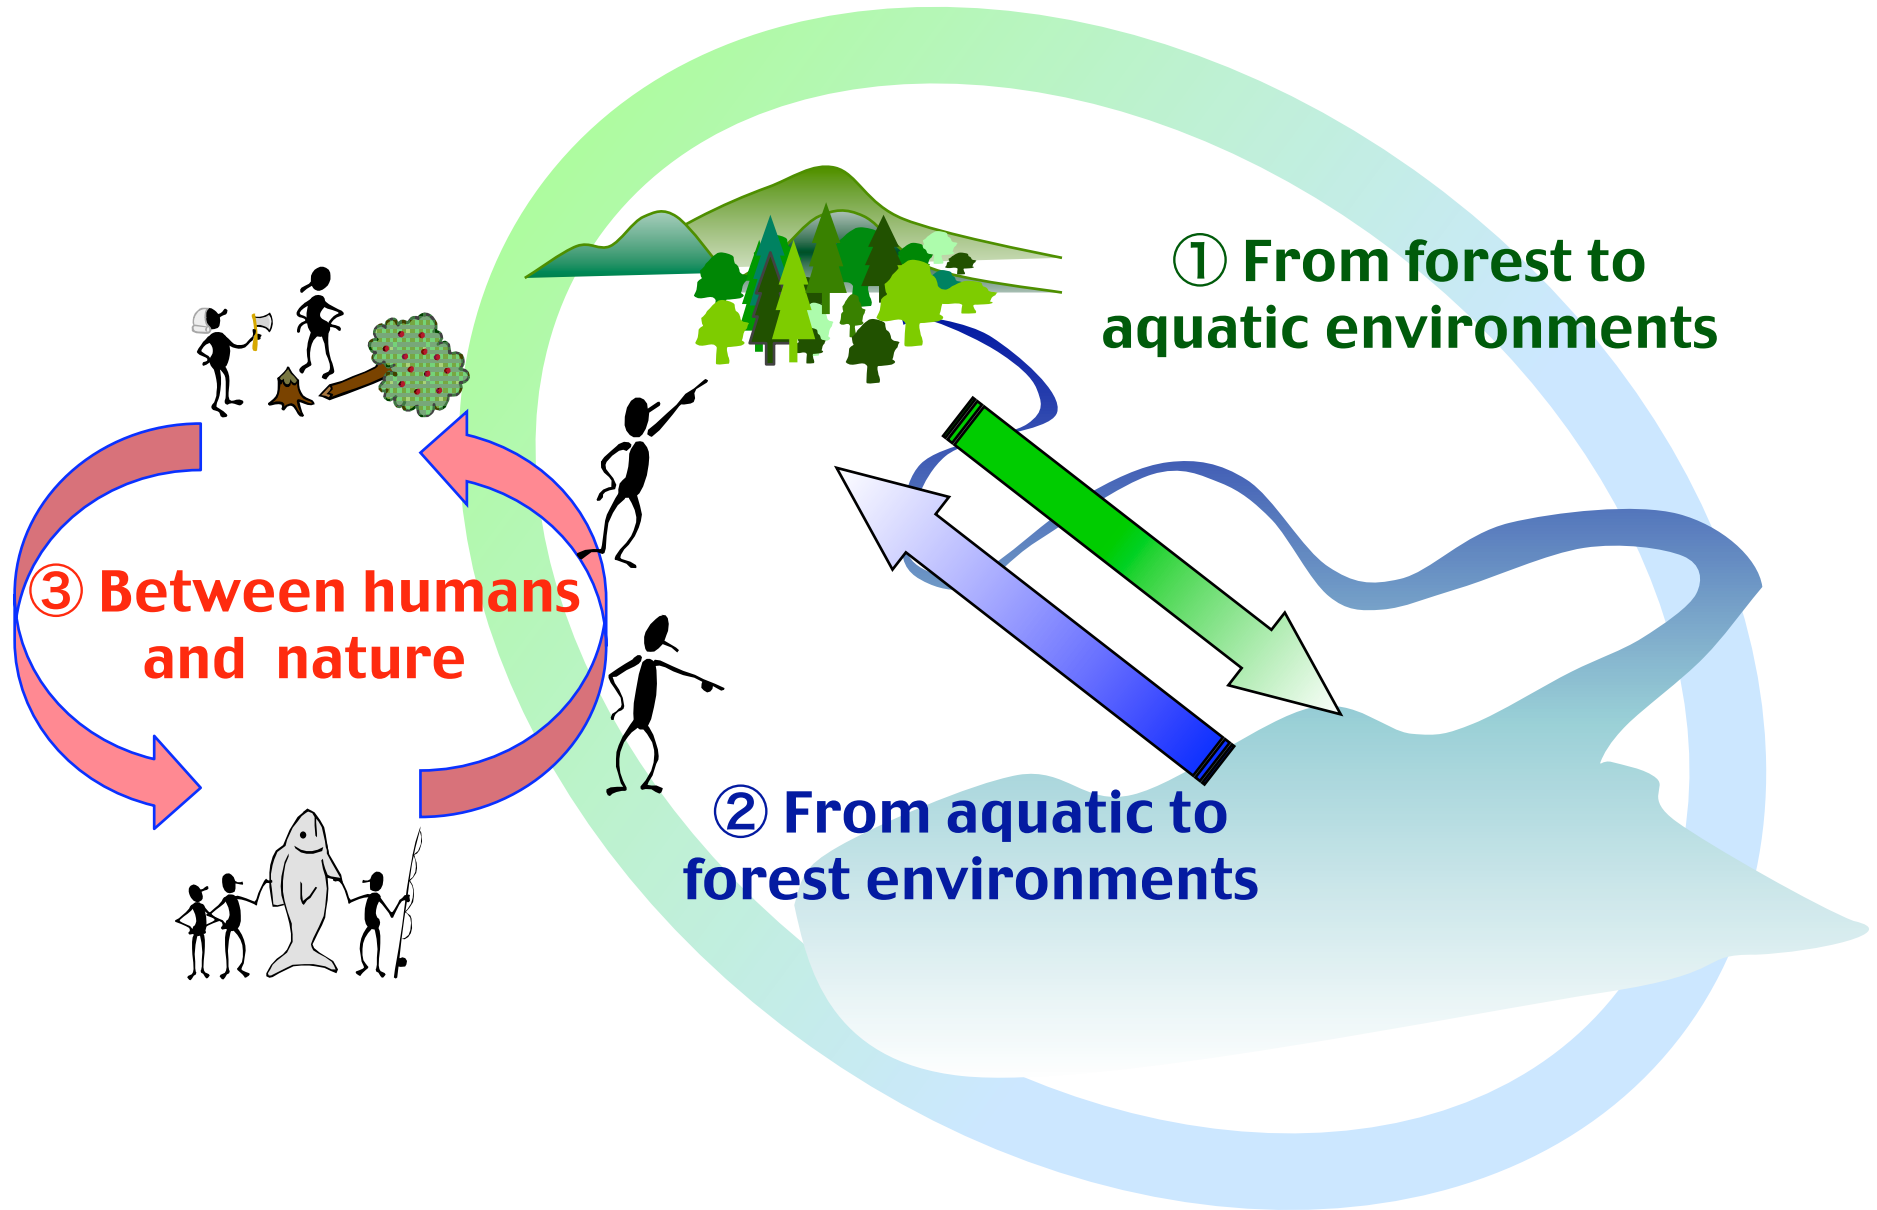 ① From forest to
aquatic environments
③ Between humans
and nature
② From aquatic to
forest environments